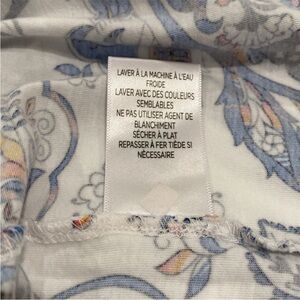 LAVER À LA MACHINE À L'EAU
FROIDE
LAVER AVEC DES COULEURS
SEMBLABLES
NE PAS UTILISER AGENT DE
BLANCHIMENT
SÉCHER À PLAT
REPASSER À FER TIÈDE SI
NÉCESSAIRE